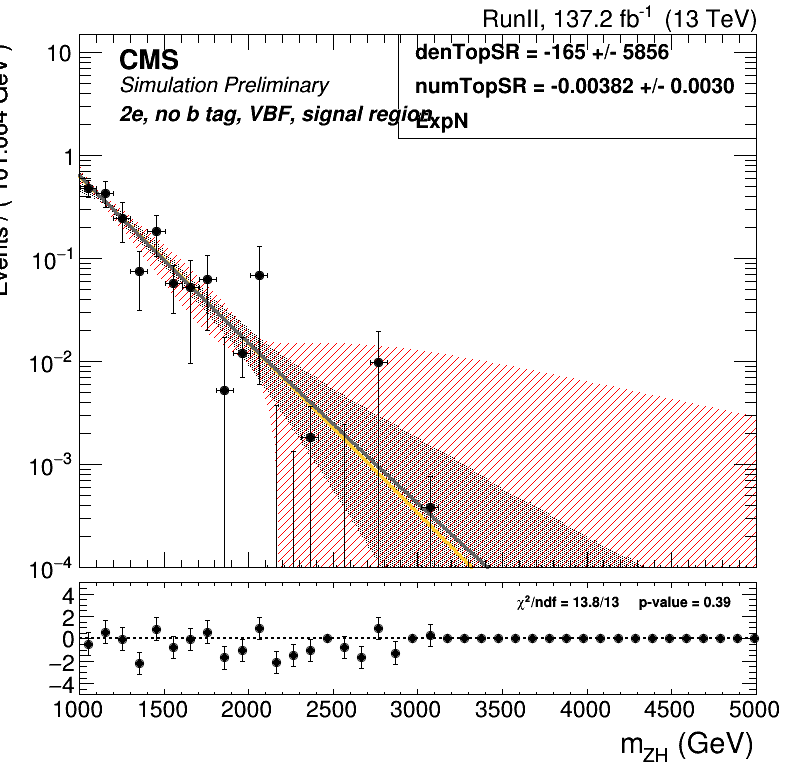 RunII, 137.2 fb⁻¹ (13 TeV)
CMS
Simulation Preliminary
2e, no b tag, VBF, signal region
denTopSR = -165 +/- 5856
numTopSR = -0.00382 +/- 0.0030
ExpN
10
1
10⁻¹
10⁻²
10⁻³
10⁻⁴
χ²/ndf = 13.8/13 p-value = 0.39
4
2
0
−2
−4
1000 1500 2000 2500 3000 3500 4000 4500 5000
m_ZH (GeV)